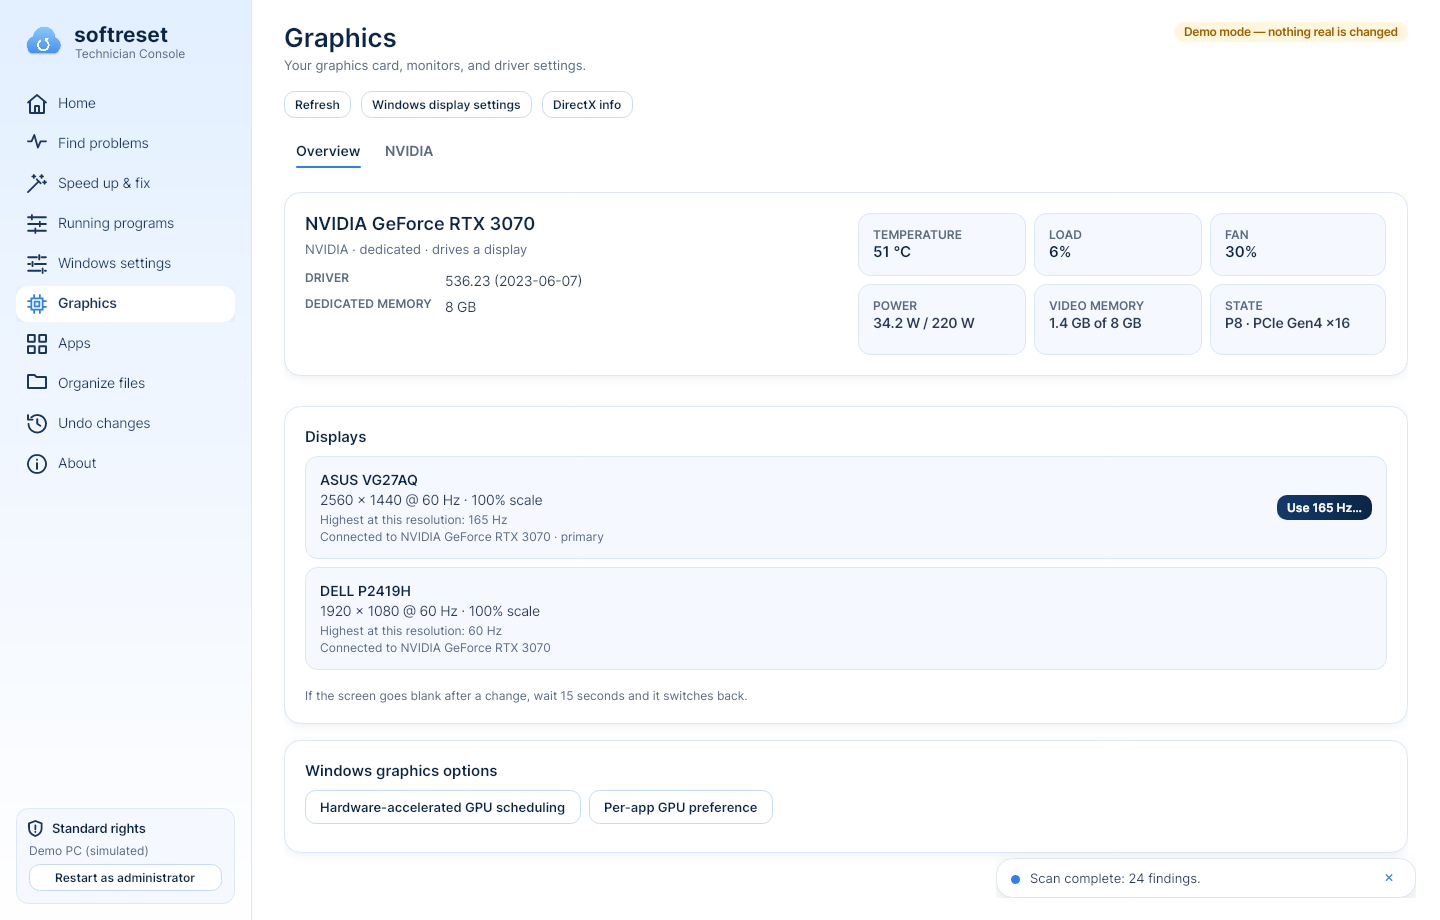 softreset
Technician Console
Home
Find problems
Speed up & fix
Running programs
Windows settings
Graphics
Apps
Organize files
Undo changes
About
Standard rights
Demo PC (simulated)
Restart as administrator
Graphics
Demo mode — nothing real is changed
Your graphics card, monitors, and driver settings.
Refresh
Windows display settings
DirectX info
Overview
NVIDIA
NVIDIA GeForce RTX 3070
NVIDIA · dedicated · drives a display
DRIVER 536.23 (2023-06-07)
DEDICATED MEMORY 8 GB
TEMPERATURE
51 °C
LOAD
6%
FAN
30%
POWER
34.2 W / 220 W
VIDEO MEMORY
1.4 GB of 8 GB
STATE
P8 · PCIe Gen4 ×16
Displays
ASUS VG27AQ
2560 × 1440 @ 60 Hz · 100% scale
Highest at this resolution: 165 Hz
Connected to NVIDIA GeForce RTX 3070 · primary
Use 165 Hz...
DELL P2419H
1920 × 1080 @ 60 Hz · 100% scale
Highest at this resolution: 60 Hz
Connected to NVIDIA GeForce RTX 3070
If the screen goes blank after a change, wait 15 seconds and it switches back.
Windows graphics options
Hardware-accelerated GPU scheduling
Per-app GPU preference
Scan complete: 24 findings.
×